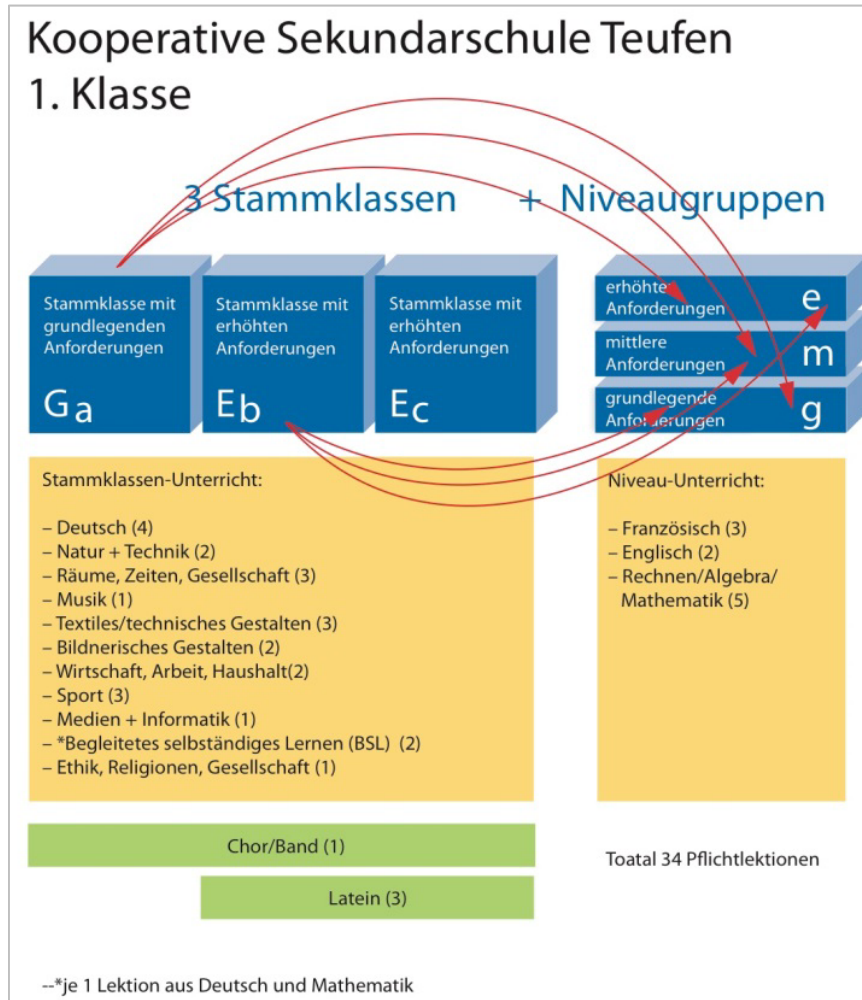 Kooperative Sekundarschule Teufen
1. Klasse
3 Stammklassen + Niveaugruppen
Stammklasse mit
grundlegenden
Anforderungen
Ga
Stammklasse mit
erhöhten
Anforderungen
Eb
Stammklasse mit
erhöhten
Anforderungen
Ec
erhöhte
Anforderungen
e
mittlere
Anforderungen
m
grundlegende
Anforderungen
g
Stammklassen-Unterricht:
– Deutsch (4)
– Natur + Technik (2)
– Räume, Zeiten, Gesellschaft (3)
– Musik (1)
– Textiles/technisches Gestalten (3)
– Bildnerisches Gestalten (2)
– Wirtschaft, Arbeit, Haushalt(2)
– Sport (3)
– Medien + Informatik (1)
– *Begleitetes selbständiges Lernen (BSL) (2)
– Ethik, Religionen, Gesellschaft (1)
Niveau-Unterricht:
– Französisch (3)
– Englisch (2)
– Rechnen/Algebra/
Mathematik (5)
Chor/Band (1)
Latein (3)
Toatal 34 Pflichtlektionen
--*je 1 Lektion aus Deutsch und Mathematik